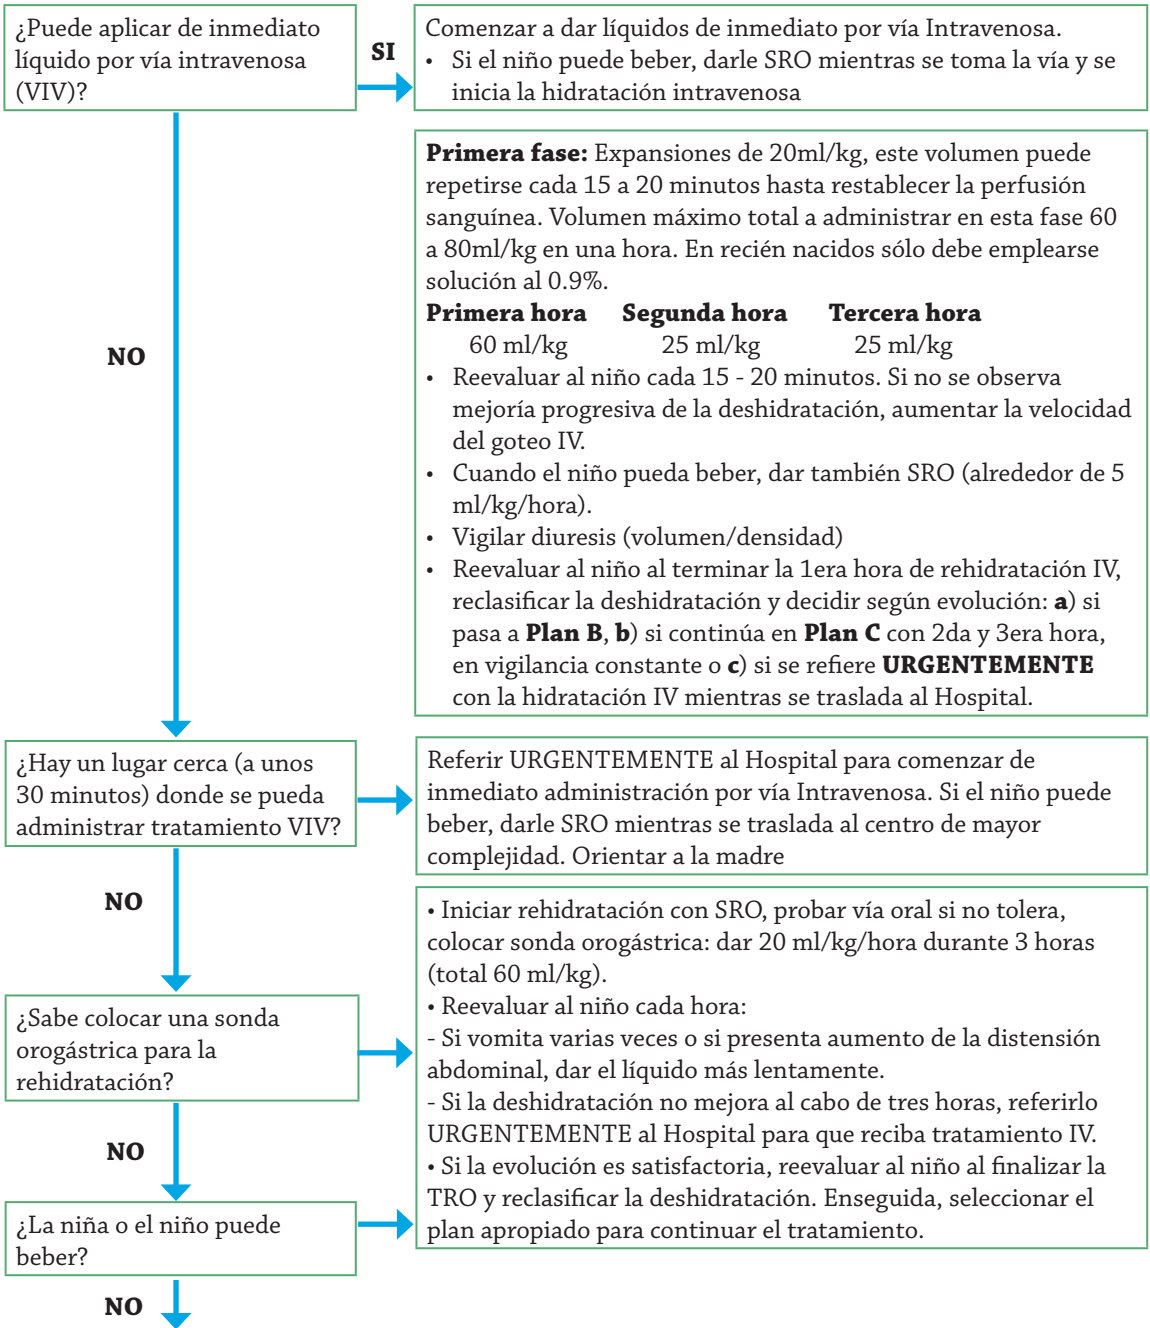 ¿Puede aplicar de inmediato
líquido por vía intravenosa
(VIV)?
SI
Comenzar a dar líquidos de inmediato por vía Intravenosa.
• Si el niño puede beber, darle SRO mientras se toma la vía y se
inicia la hidratación intravenosa
Primera fase: Expansiones de 20ml/kg, este volumen puede
repetirse cada 15 a 20 minutos hasta restablecer la perfusión
sanguínea. Volumen máximo total a administrar en esta fase 60
a 80ml/kg en una hora. En recién nacidos sólo debe emplearse
solución al 0.9%.
Primera hora Segunda hora Tercera hora
60 ml/kg 25 ml/kg 25 ml/kg
• Reevaluar al niño cada 15 - 20 minutos. Si no se observa
mejoría progresiva de la deshidratación, aumentar la velocidad
del goteo IV.
• Cuando el niño pueda beber, dar también SRO (alrededor de 5
ml/kg/hora).
• Vigilar diuresis (volumen/densidad)
• Reevaluar al niño al terminar la 1era hora de rehidratación IV,
reclasificar la deshidratación y decidir según evolución: a) si
pasa a Plan B, b) si continúa en Plan C con 2da y 3era hora,
en vigilancia constante o c) si se refiere URGENTEMENTE
con la hidratación IV mientras se traslada al Hospital.
NO
¿Hay un lugar cerca (a unos
30 minutos) donde se pueda
administrar tratamiento VIV?
Referir URGENTEMENTE al Hospital para comenzar de
inmediato administración por vía Intravenosa. Si el niño puede
beber, darle SRO mientras se traslada al centro de mayor
complejidad. Orientar a la madre
NO
¿Sabe colocar una sonda
orogástrica para la
rehidratación?
• Iniciar rehidratación con SRO, probar vía oral si no tolera,
colocar sonda orogástrica: dar 20 ml/kg/hora durante 3 horas
(total 60 ml/kg).
• Reevaluar al niño cada hora:
- Si vomita varias veces o si presenta aumento de la distensión
abdominal, dar el líquido más lentamente.
- Si la deshidratación no mejora al cabo de tres horas, referirlo
URGENTEMENTE al Hospital para que reciba tratamiento IV.
• Si la evolución es satisfactoria, reevaluar al niño al finalizar la
TRO y reclasificar la deshidratación. Enseguida, seleccionar el
plan apropiado para continuar el tratamiento.
NO
¿La niña o el niño puede
beber?
NO